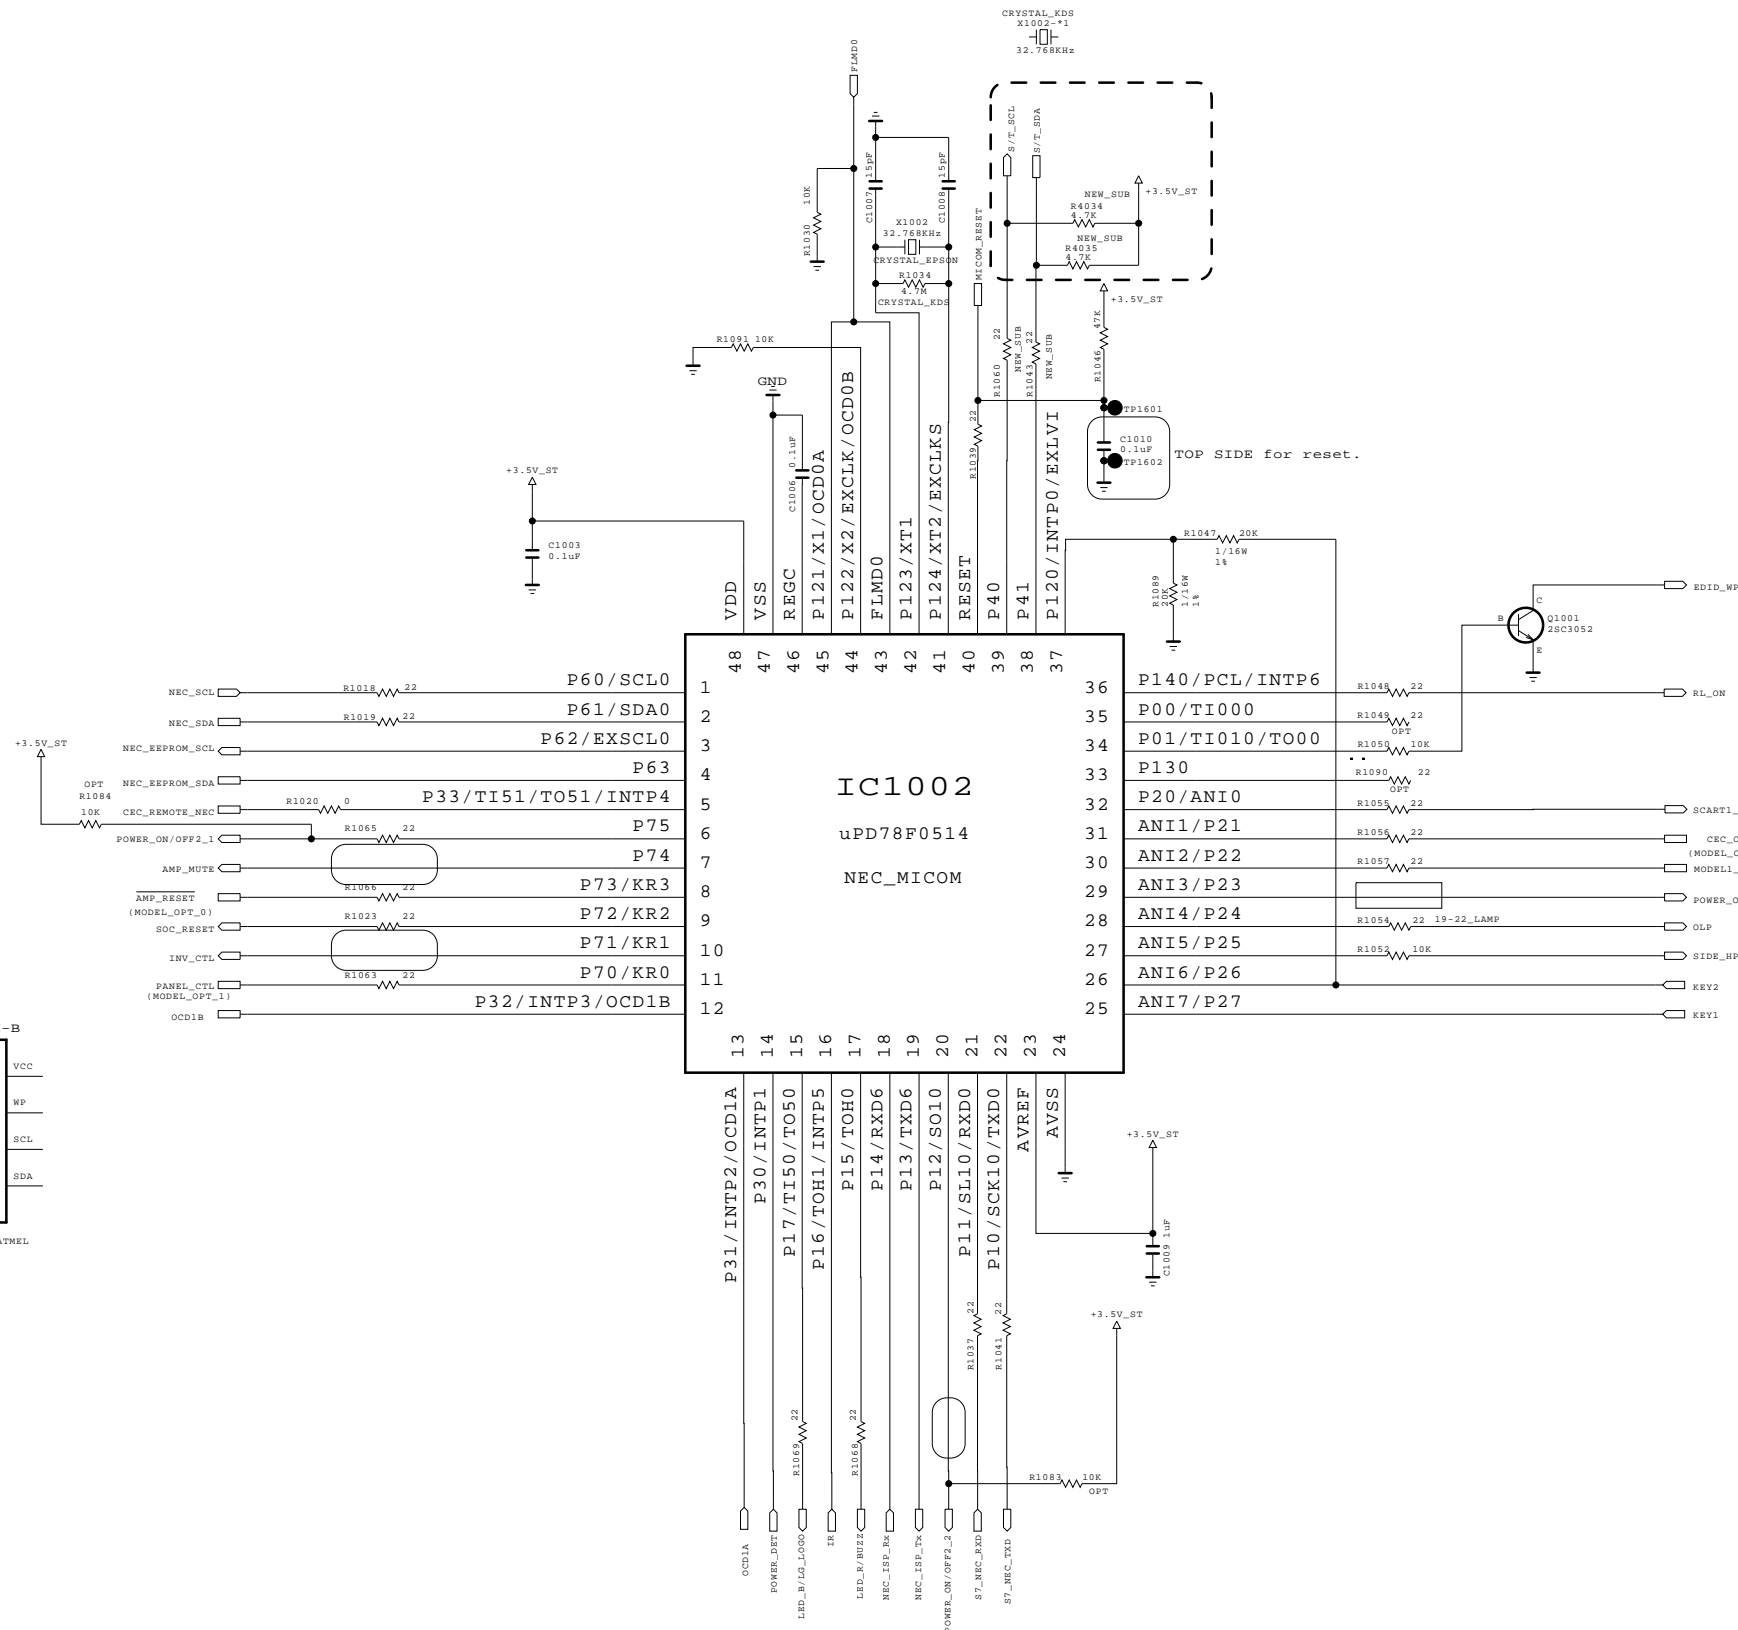 CRYSTAL_KDS
X1002-*1
32.768KHz
FLMD0
S/T_SCL
S/T_SDA
NEW_SUB
+3.5V_ST
R4034
4.7K
NEW_SUB
R4035
4.7K
15pF
C1007
15pF
C1008
10K
R1030
X1002
32.768KHz
CRYSTAL_EPSON
R1034
4.7M
CRYSTAL_KDS
MICOM_RESET
+3.5V_ST
47K
R1046
22
NEW_SUB
R1060
22
NEW_SUB
R1043
22
R1039
R1091 10K
GND
0.1uF
C1006
TP1601
C1010
0.1uF
TP1602
TOP SIDE for reset.
+3.5V_ST
C1003
0.1uF
R1047 20K
1/16W
1%
R1089
20K
1/16W
1%
Q1001
2SC3052
B
C
E
EDID_WP
VDD
VSS
REGC
P121/X1/OCD0A
P122/X2/EXCLK/OCD0B
FLMD0
P123/XT1
P124/XT2/EXCLKS
RESET
P40
P41
P120/INTP0/EXLVI
48
47
46
45
44
43
42
41
40
39
38
37
IC1002
uPD78F0514
NEC_MICOM
NEC_SCL R1018 22 P60/SCL0 1
NEC_SDA R1019 22 P61/SDA0 2
NEC_EEPROM_SCL P62/EXSCL0 3
NEC_EEPROM_SDA P63 4
CEC_REMOTE_NEC R1020 0 P33/TI51/TO51/INTP4 5
POWER_ON/OFF2_1 R1065 22 P75 6
AMP_MUTE P74 7
AMP_RESET R1066 22 P73/KR3 8
(MODEL_OPT_0)
SOC_RESET R1023 22 P72/KR2 9
INV_CTL P71/KR1 10
PANEL_CTL R1063 22 P70/KR0 11
(MODEL_OPT_1)
OCD1B P32/INTP3/OCD1B 12
+3.5V_ST
OPT
R1084
10K
36 P140/PCL/INTP6 R1048 22 RL_ON
35 P00/TI000 R1049 22
OPT
34 P01/TI010/TO00 R1050 10K
33 P130 R1090 22
OPT
32 P20/ANI0 R1055 22 SCART1_
31 ANI1/P21 R1056 22 CEC_O
(MODEL_O
30 ANI2/P22 R1057 22 MODEL1_
29 ANI3/P23 POWER_O
28 ANI4/P24 R1054 22 19-22_LAMP OLP
27 ANI5/P25 R1052 10K SIDE_HP
26 ANI6/P26 KEY2
25 ANI7/P27 KEY1
-B
VCC
WP
SCL
SDA
ATMEL
13
14
15
16
17
18
19
20
21
22
23
24
P31/INTP2/OCD1A
P30/INTP1
P17/TI50/TO50
P16/TOH1/INTP5
P15/TOH0
P14/RXD6
P13/TXD6
P12/SO10
P11/SL10/RXD0
P10/SCK10/TXD0
AVREF
AVSS
+3.5V_ST
1uF
C1009
+3.5V_ST
22
R1037
22
R1041
22
R1069
22
R1068
R1083 10K
OPT
OCD1A
POWER_DET
LED_B/LG_LOGO
IR
LED_R/BUZZ
NEC_ISP_Rx
NEC_ISP_Tx
POWER_ON/OFF2_2
S7_NEC_RXD
S7_NEC_TXD